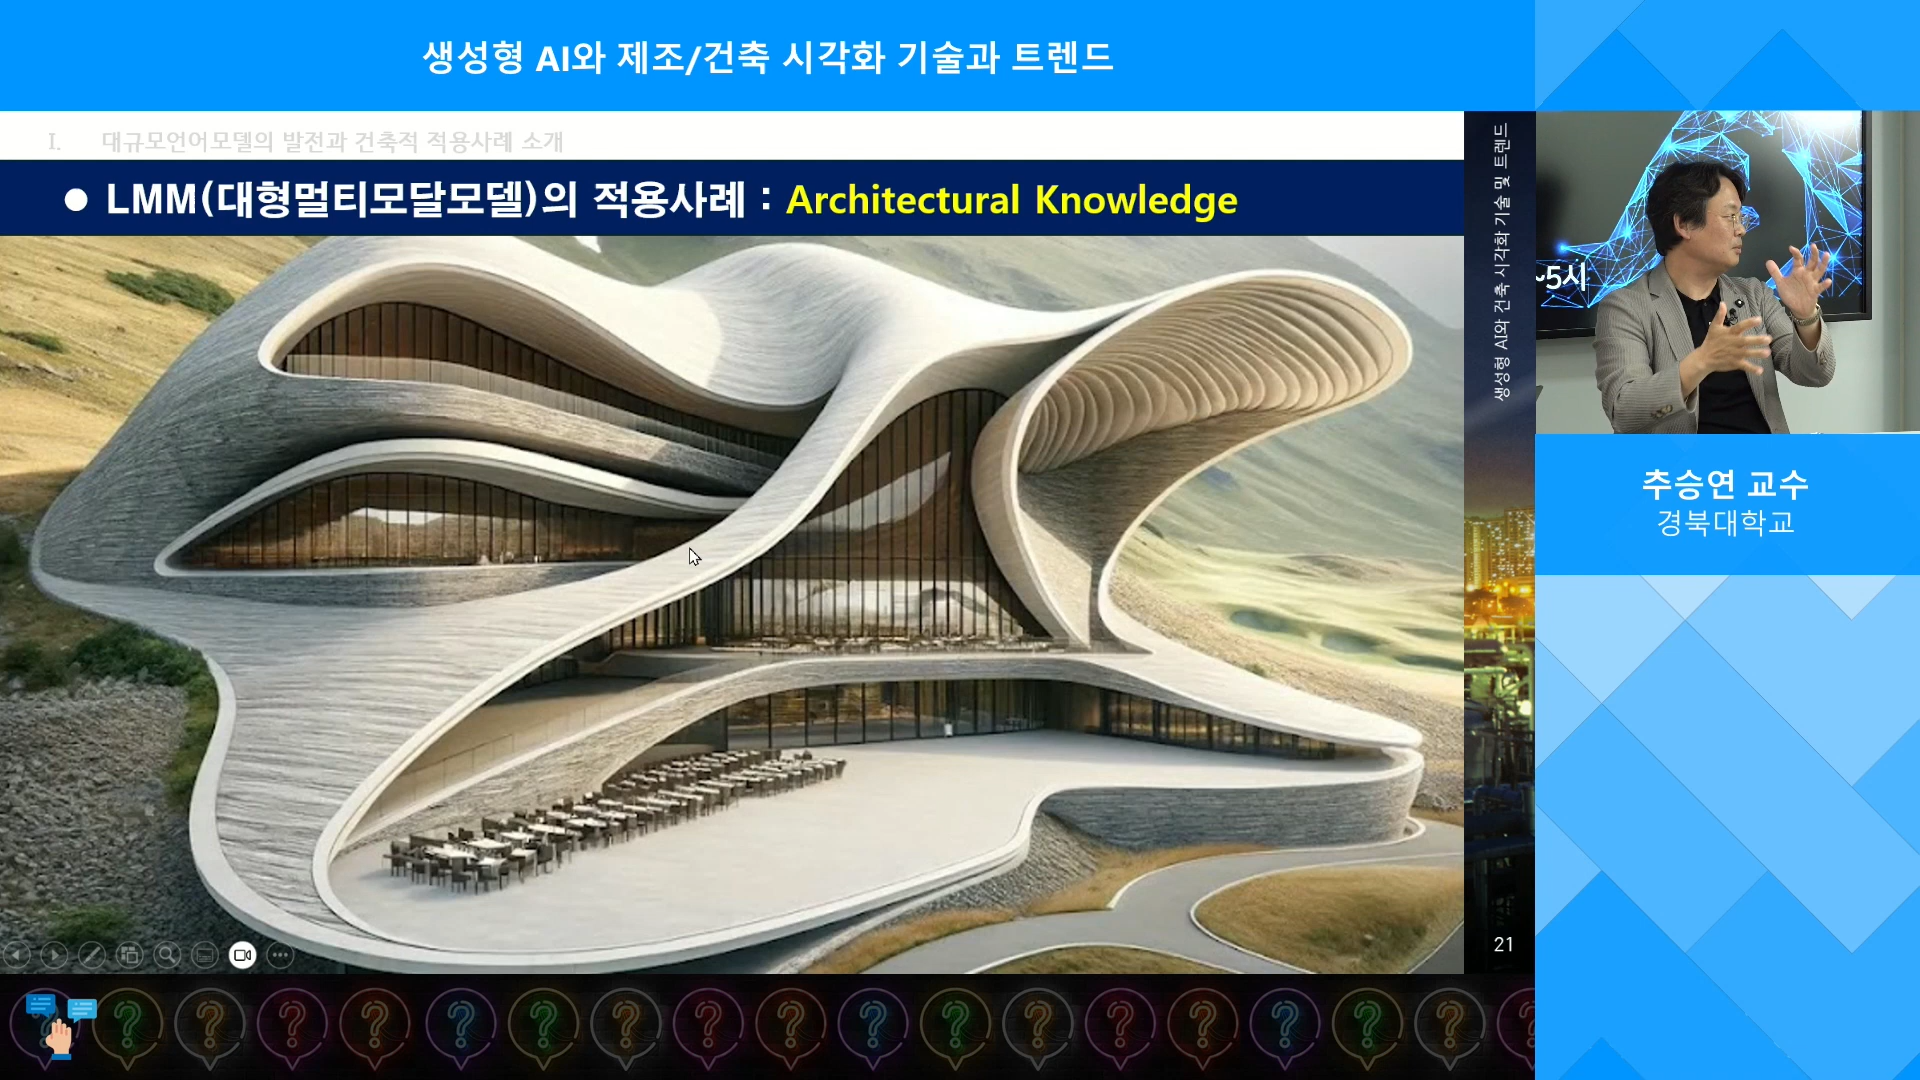 생성형 AI와 제조/건축 시각화 기술과 트렌드
I. 대규모언어모델의 발전과 건축적 적용사례 소개
● LMM(대형멀티모달모델)의 적용사례 : Architectural Knowledge
생성형 AI와 건축 시각화 기술 및 트렌드
~5시
추승연 교수
경북대학교
21